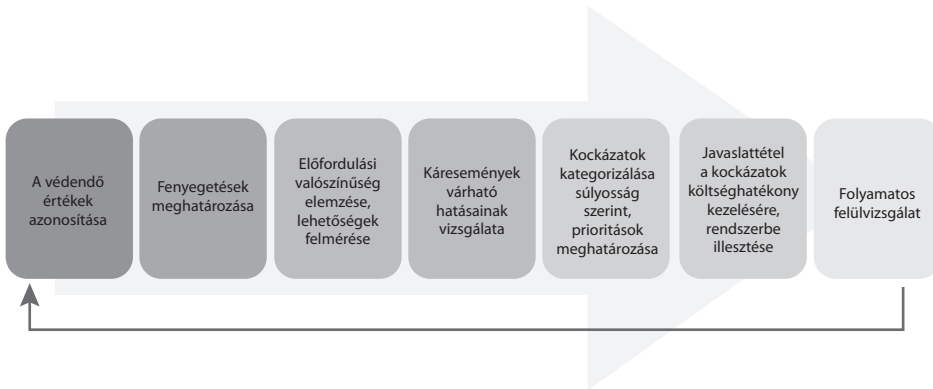 A védendő
értékek
azonosítása
Fenyegetések
meghatározása
Előfordulási
valószínűség
elemzése,
lehetőségek
felmérése
Káresemények
várható
hatásainak
vizsgálata
Kockázatok
kategorizálása
súlyosság
szerint,
prioritások
meghatározása
Javaslattétel
a kockázatok
költséghatékony
kezelésére,
rendszerbe
illesztése
Folyamatos
felülvizsgálat